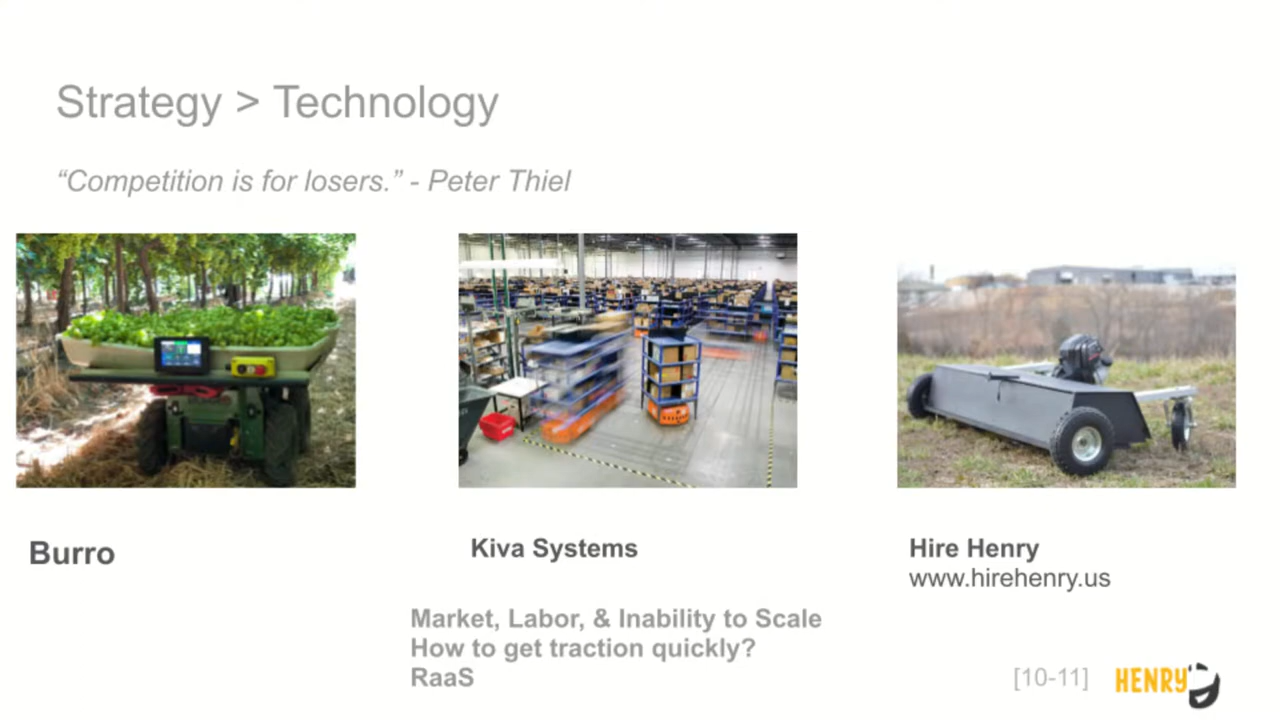 Strategy > Technology
“Competition is for losers.” - Peter Thiel
Burro
Kiva Systems
Hire Henry
www.hirehenry.us
Market, Labor, & Inability to Scale
How to get traction quickly?
RaaS
[10-11]
HENRY